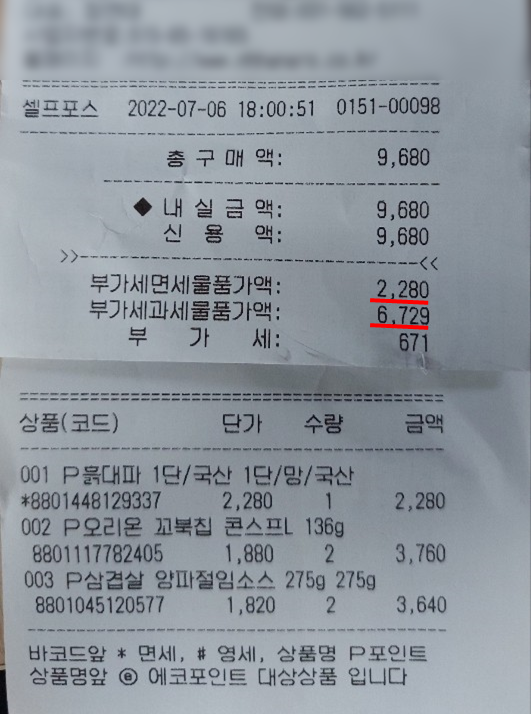 셀프포스 2022-07-06 18:00:51 0151-00098
총 구 매 액: 9,680
◆ 내 실 금 액: 9,680
신 용 액: 9,680
>>--------<<
부가세면세물품가액: 2,280
부가세과세물품가액: 6,729
부 가 세: 671
상품(코드) 단가 수량 금액
001 P흙대파 1단/국산 1단/망/국산
*8801448129337 2,280 1 2,280
002 P오리온 꼬북칩 콘스프L 136g
8801117782405 1,880 2 3,760
003 P삼겹살 양파절임소스 275g 275g
8801045120577 1,820 2 3,640
바코드앞 * 면세, # 영세, 상품명 P포인트
상품명앞 ⓔ 에코포인트 대상상품 입니다